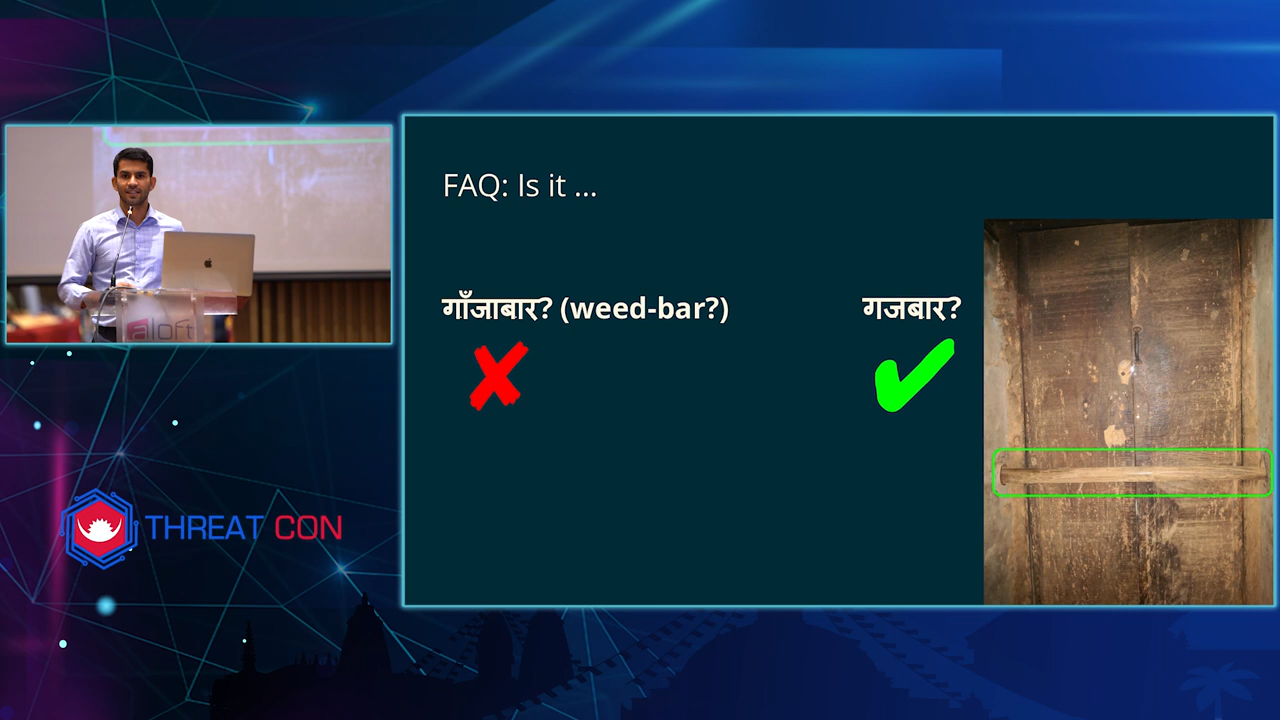 FAQ: Is it ...
गाँजाबार? (weed-bar?)
गजबार?
aloft
THREAT CON